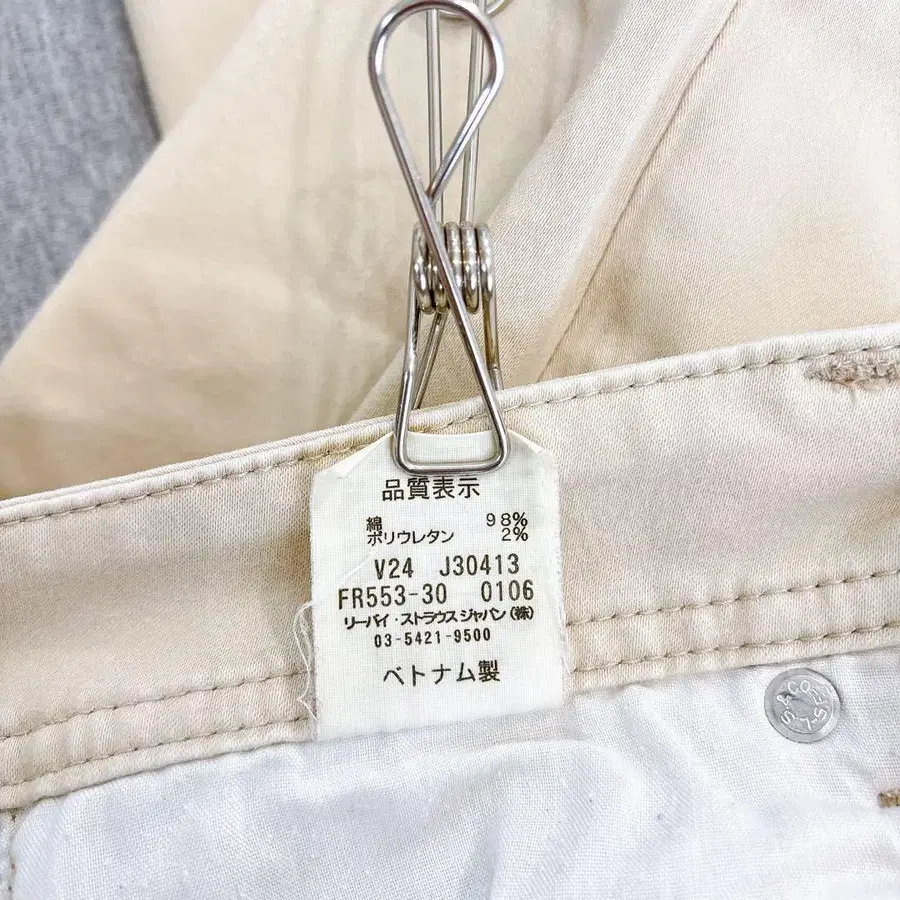 品質表示
綿 98%
ポリウレタン 2%
V24 J30413
FR553-30 0106
リーバイ・ストラウスジャパン(株)
03-5421-9500
ベトナム製
L.S.&CO.